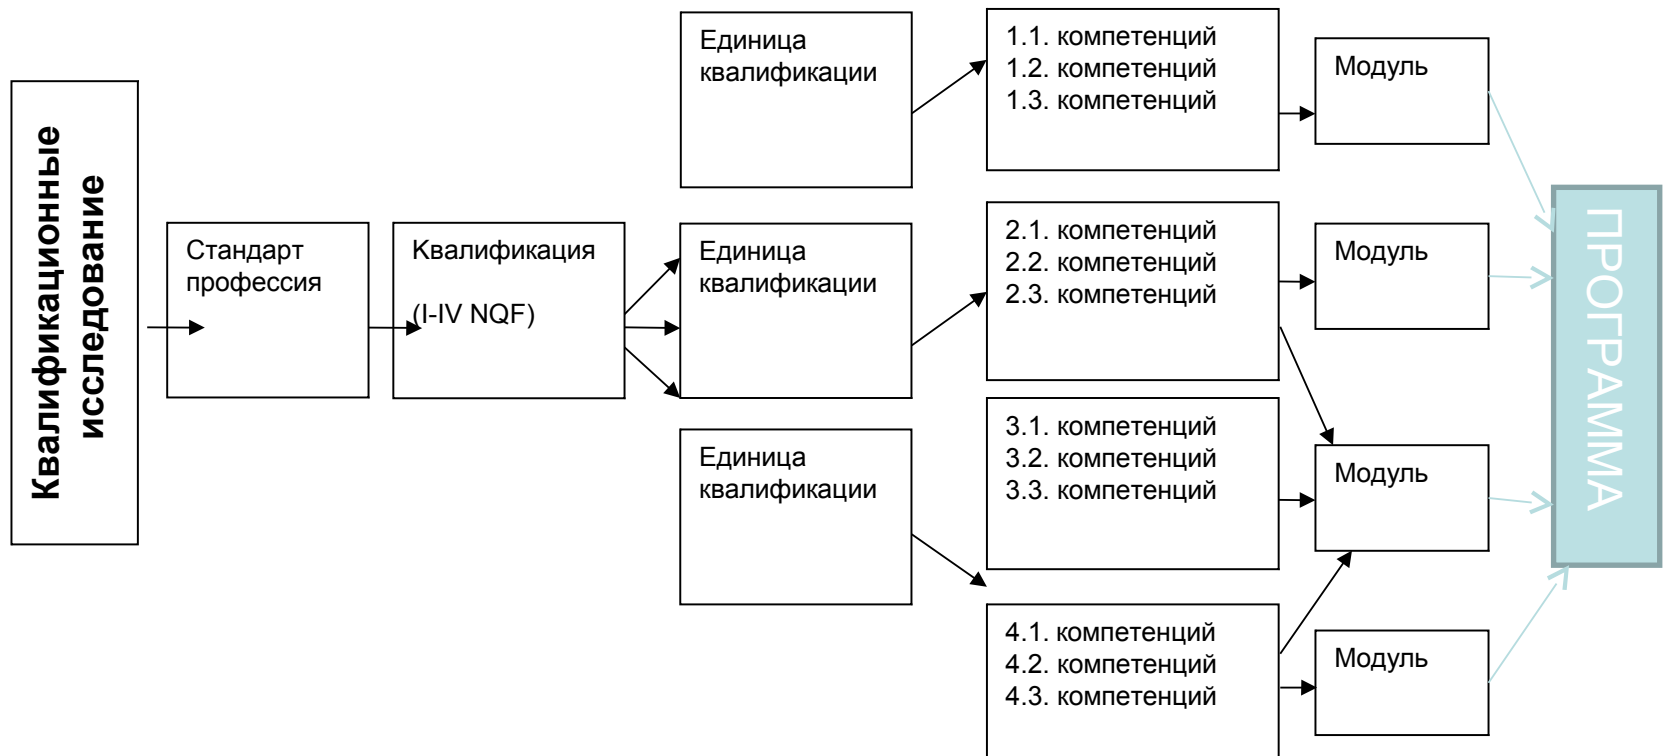 Квалификационные
исследование
Стандарт
профессия
Квалификация
(I-IV NQF)
Единица
квалификации
Единица
квалификации
Единица
квалификации
1.1. компетенций
1.2. компетенций
1.3. компетенций
2.1. компетенций
2.2. компетенций
2.3. компетенций
3.1. компетенций
3.2. компетенций
3.3. компетенций
4.1. компетенций
4.2. компетенций
4.3. компетенций
Модуль
Модуль
Модуль
Модуль
ПРОГРАММА